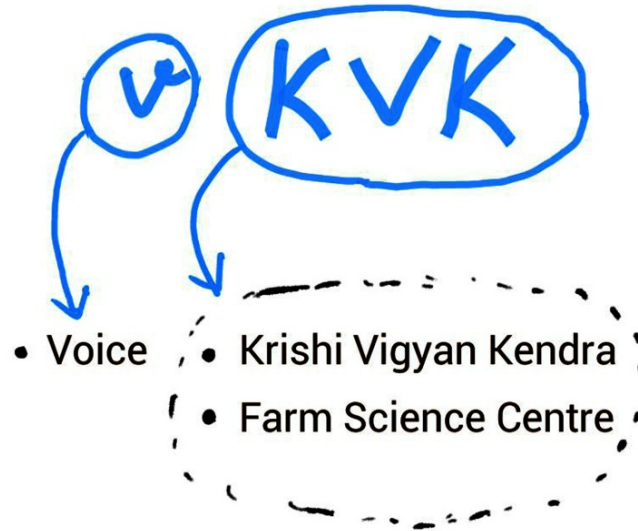 v KVK
• Voice
• Krishi Vigyan Kendra
• Farm Science Centre